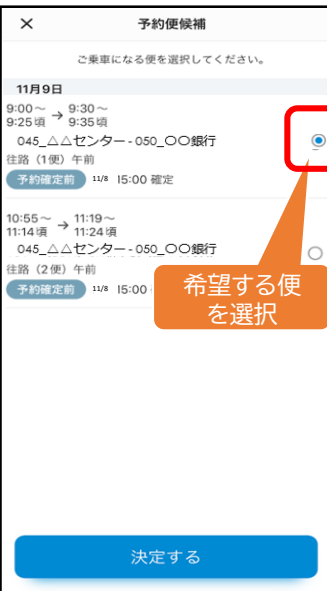 ×
予約便候補
ご乗車になる便を選択してください。
11月9日
9:00～ → 9:30～
9:25頃 9:35頃
045_△△センター - 050_〇〇銀行
往路（1便）午前
予約確定前 11/8 15:00 確定
10:55～ → 11:19～
11:14頃 11:24頃
045_△△センター - 050_〇〇銀行
往路（2便）午前
予約確定前 11/8 15:00
希望する便
を選択
決定する